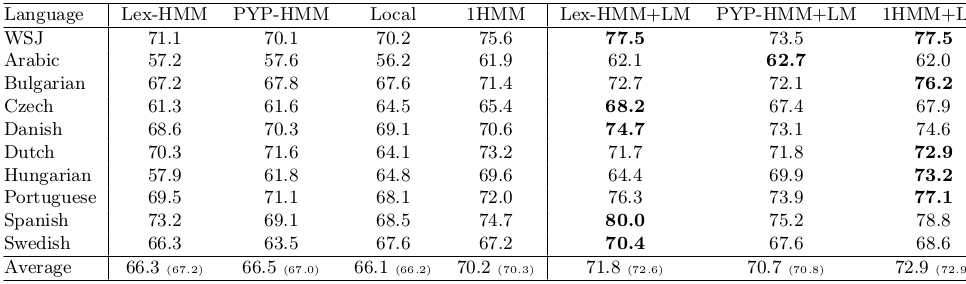 Language Lex-HMM PYP-HMM Local 1HMM Lex-HMM+LM PYP-HMM+LM 1HMM+L
WSJ 71.1 70.1 70.2 75.6 77.5 73.5 77.5
Arabic 57.2 57.6 56.2 61.9 62.1 62.7 62.0
Bulgarian 67.2 67.8 67.6 71.4 72.7 72.1 76.2
Czech 61.3 61.6 64.5 65.4 68.2 67.4 67.9
Danish 68.6 70.3 69.1 70.6 74.7 73.1 74.6
Dutch 70.3 71.6 64.1 73.2 71.7 71.8 72.9
Hungarian 57.9 61.8 64.8 69.6 64.4 69.9 73.2
Portuguese 69.5 71.1 68.1 72.0 76.3 73.9 77.1
Spanish 73.2 69.1 68.5 74.7 80.0 75.2 78.8
Swedish 66.3 63.5 67.6 67.2 70.4 67.6 68.6
Average 66.3 (67.2) 66.5 (67.0) 66.1 (66.2) 70.2 (70.3) 71.8 (72.6) 70.7 (70.8) 72.9 (72.9